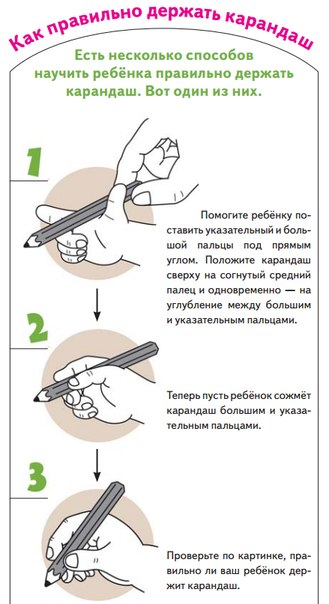 Как правильно держать карандаш
Есть несколько способов
научить ребёнка правильно держать
карандаш. Вот один из них.
1
Помогите ребёнку по-
ставить указательный и боль-
шой пальцы под прямым
углом. Положите карандаш
сверху на согнутый средний
палец и одновременно — на
углубление между большим
и указательным пальцами.
2
Теперь пусть ребёнок сожмёт
карандаш большим и указа-
тельным пальцами.
3
Проверьте по картинке, пра-
вильно ли ваш ребёнок дер-
жит карандаш.